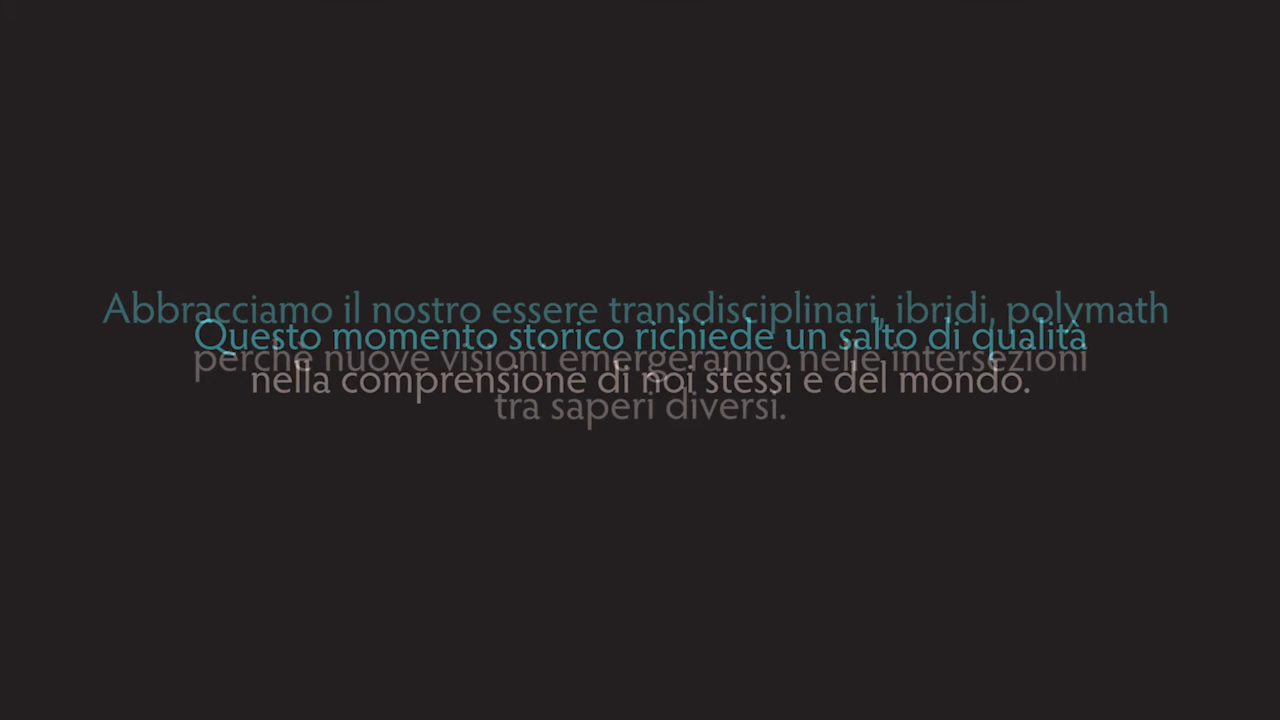 Abbracciamo il nostro essere transdisciplinari, ibridi, polymath
Questo momento storico richiede un salto di qualità
perché nuove visioni emergeranno nelle intersezioni
nella comprensione di noi stessi e del mondo.
tra saperi diversi.